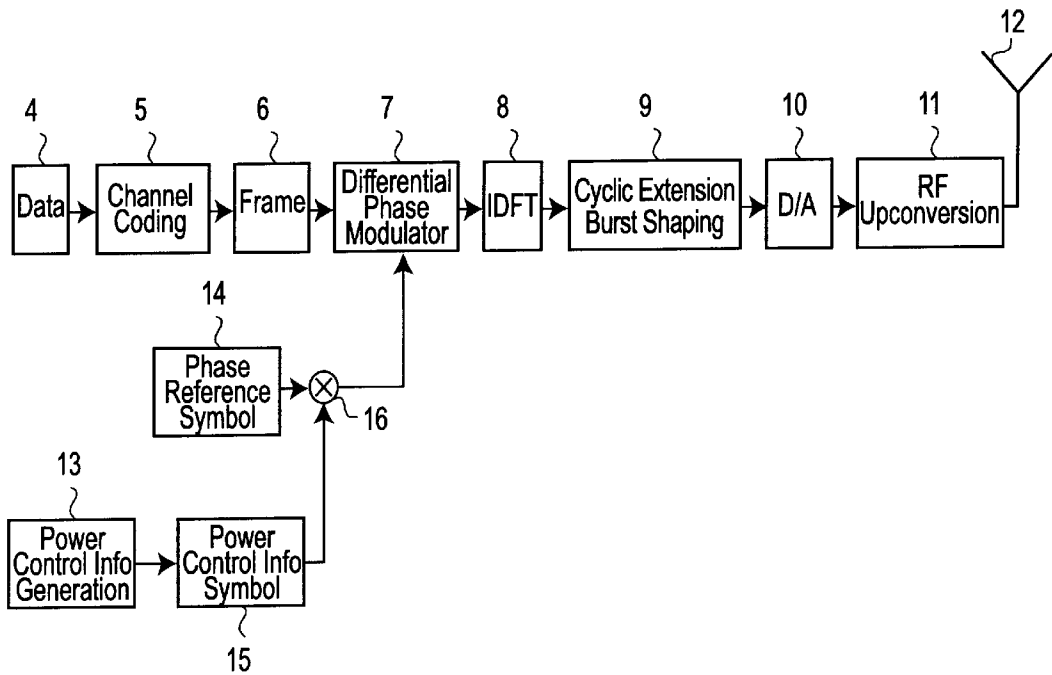 12
4
5
6
7
8
9
10
11
Data
Channel
Coding
Frame
Differential
Phase
Modulator
IDFT
Cyclic Extension
Burst Shaping
D/A
RF
Upconversion
14
Phase
Reference
Symbol
16
13
Power
Control Info
Generation
Power
Control Info
Symbol
15